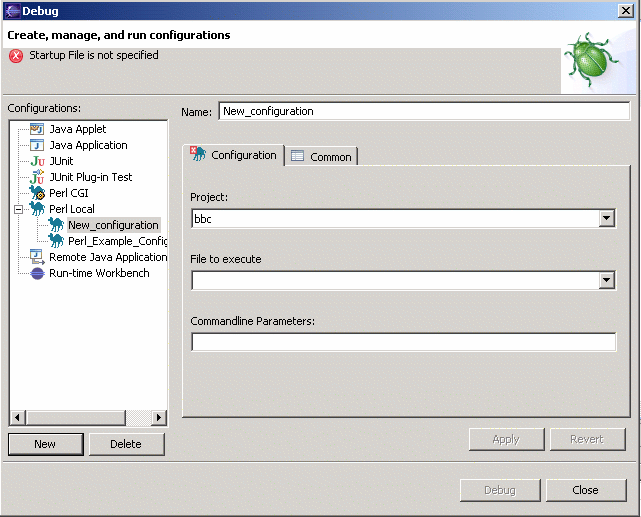 Debug
Create, manage, and run configurations
Startup File is not specified
Configurations:
Name: New_configuration
Java Applet
Java Application
JUnit
JUnit Plug-in Test
Perl CGI
Perl Local
New_configuration
Perl_Example_Config
Remote Java Application
Run-time Workbench
Configuration
Common
Project:
bbc
File to execute
Commandline Parameters:
New
Delete
Apply
Revert
Debug
Close